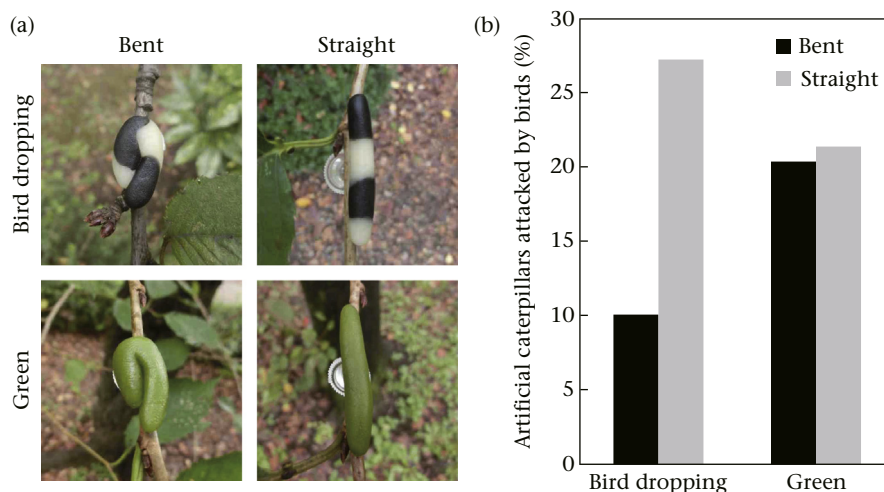 (a)
Bent
Straight
Bird dropping
Green
(b)
Artificial caterpillars attacked by birds (%)
30
25
20
15
10
5
0
Bent
Straight
Bird dropping
Green